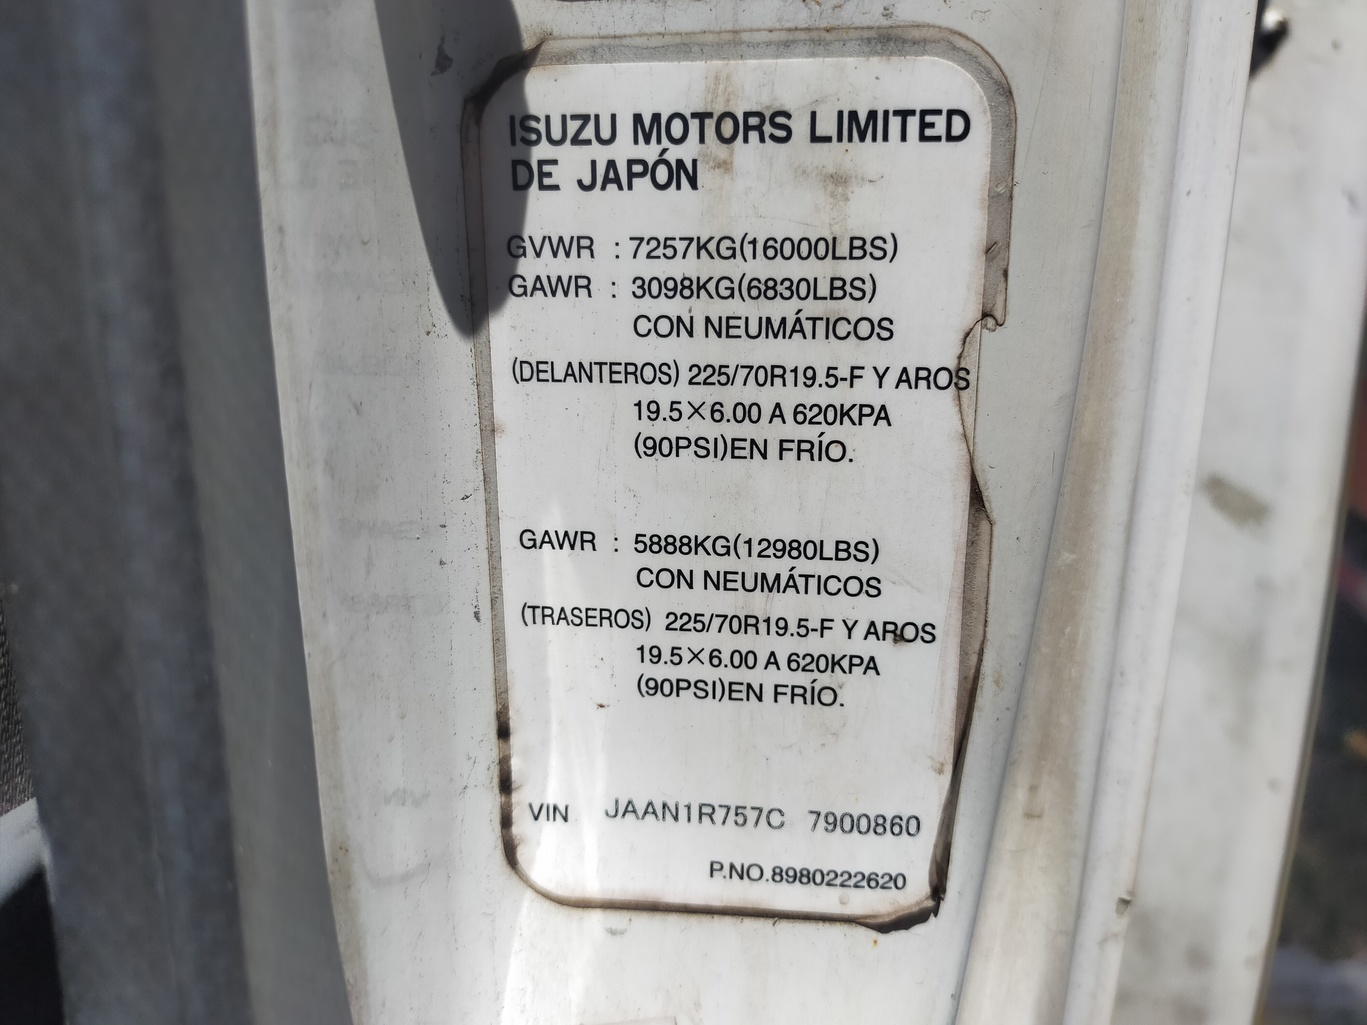 ISUZU MOTORS LIMITED
DE JAPÓN
GVWR : 7257KG(16000LBS)
GAWR : 3098KG(6830LBS)
CON NEUMÁTICOS
(DELANTEROS) 225/70R19.5-F Y AROS
19.5×6.00 A 620KPA
(90PSI)EN FRÍO.
GAWR : 5888KG(12980LBS)
CON NEUMÁTICOS
(TRASEROS) 225/70R19.5-F Y AROS
19.5×6.00 A 620KPA
(90PSI)EN FRÍO.
VIN JAAN1R757C 7900860
P.NO.8980222620